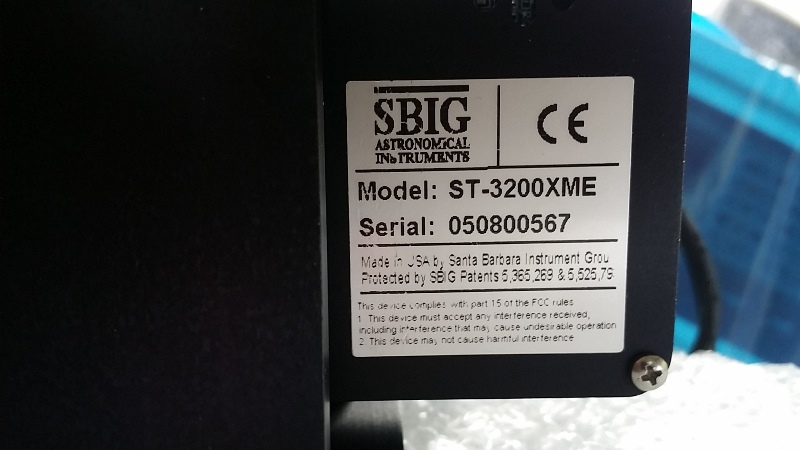 SBIG
ASTRONOMICAL
INSTRUMENTS
CE
Model: ST-3200XME
Serial: 050800567
Made in USA by Santa Barbara Instrument Grou
Protected by SBIG Patents 5,365,269 & 5,525,79
This device complies with part 15 of the FCC rules
1. This device must accept any interference received,
including interference that may cause undesirable operation
2. This device may not cause harmful interference